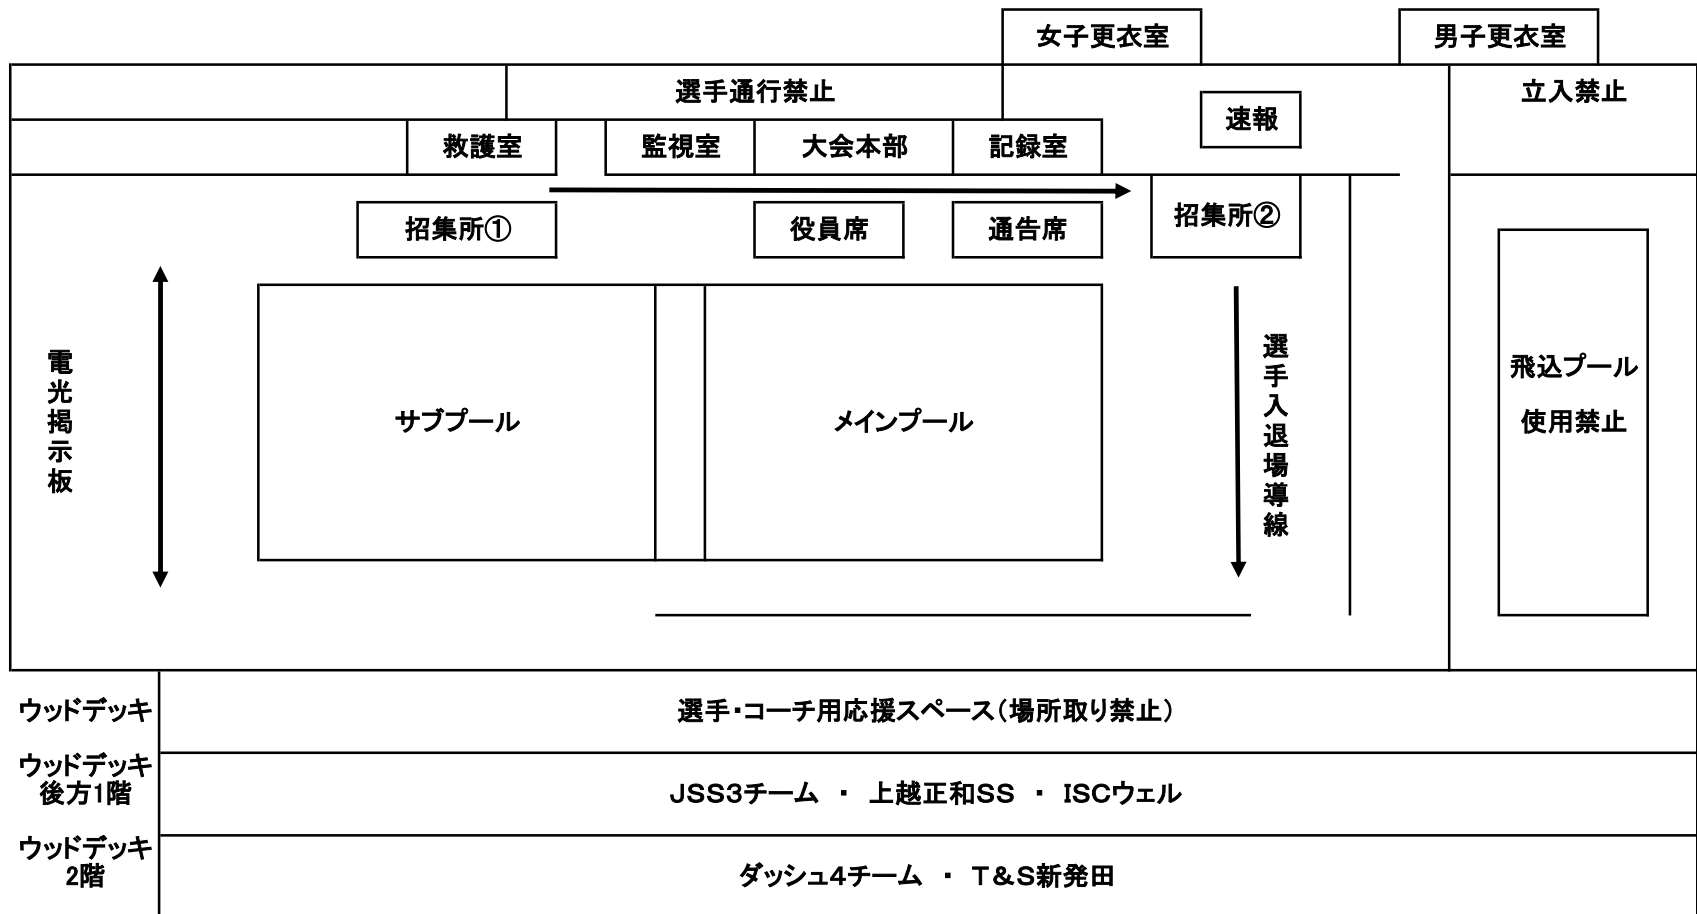 女子更衣室
男子更衣室
選手通行禁止
立入禁止
速報
救護室
監視室
大会本部
記録室
招集所①
役員席
通告席
招集所②
電光掲示板
サブプール
メインプール
選手入退場導線
飛込プール
使用禁止
ウッドデッキ
選手・コーチ用応援スペース（場所取り禁止）
ウッドデッキ
後方1階
JSS3チーム ・ 上越正和SS ・ ISCウェル
ウッドデッキ
2階
ダッシュ4チーム ・ T&S新発田